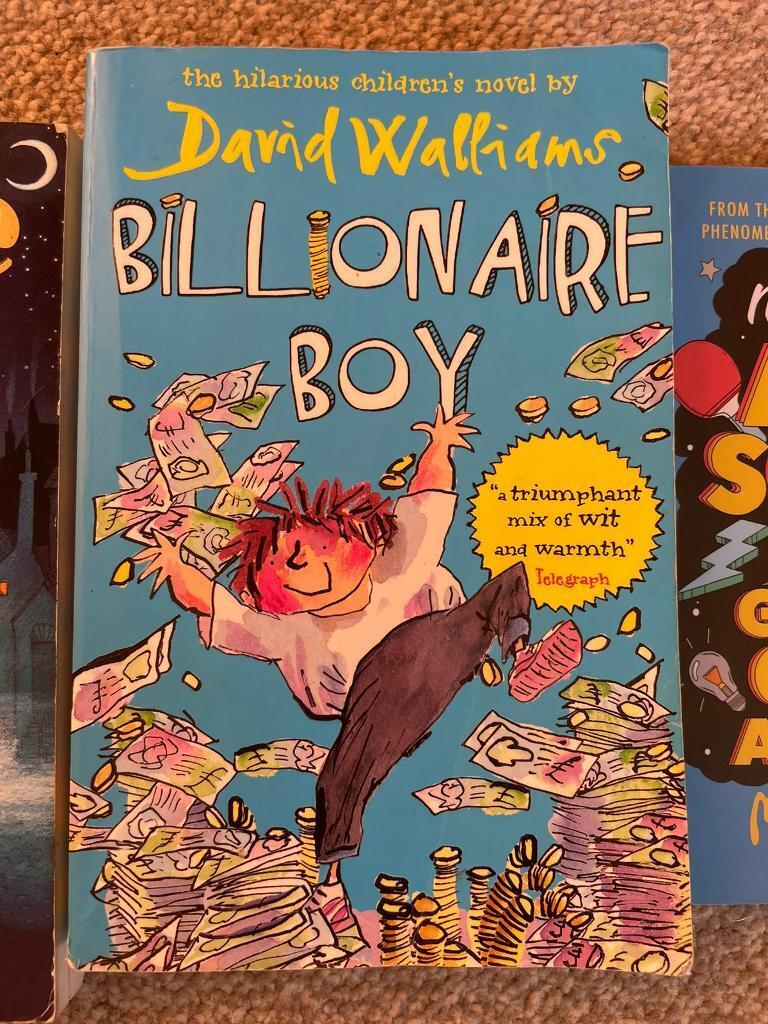 the hilarious children's novel by
David Walliams
BILLIONAIRE
BOY
"a triumphant
mix of wit
and warmth"
Telegraph
FROM TH
PHENOME